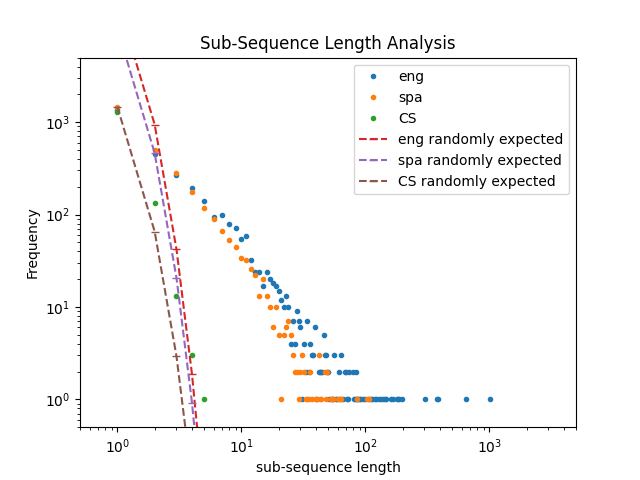 Sub-Sequence Length Analysis
eng
spa
CS
eng randomly expected
spa randomly expected
CS randomly expected
Frequency
10³
10²
10¹
10⁰
10⁰ 10¹ 10² 10³
sub-sequence length